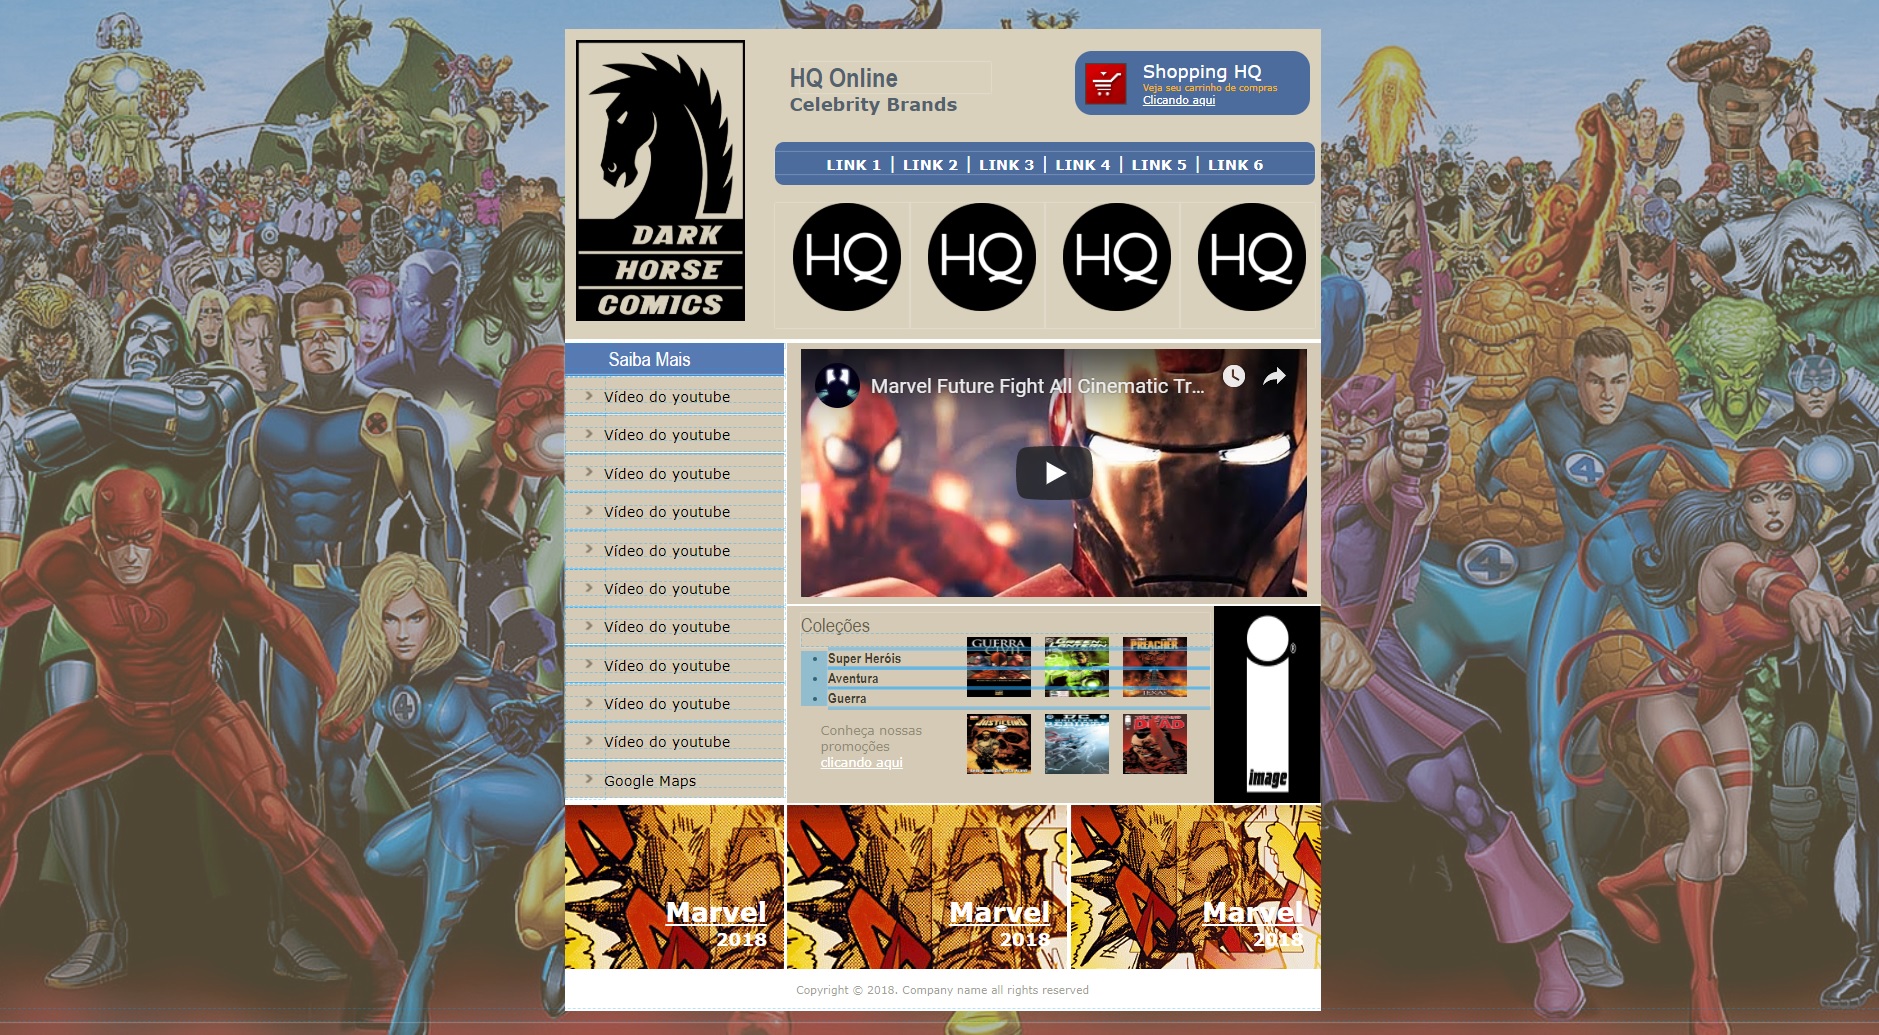 HQ Online
Celebrity Brands
Shopping HQ
Veja seu carrinho de compras
Clicando aqui
LINK 1 | LINK 2 | LINK 3 | LINK 4 | LINK 5 | LINK 6
DARK
HORSE
COMICS
HQ
HQ
HQ
HQ
Saiba Mais
Vídeo do youtube
Vídeo do youtube
Vídeo do youtube
Vídeo do youtube
Vídeo do youtube
Vídeo do youtube
Vídeo do youtube
Vídeo do youtube
Vídeo do youtube
Vídeo do youtube
Google Maps
Marvel Future Fight All Cinematic Tr...
Coleções
Super Heróis
Aventura
Guerra
Conheça nossas
promoções
clicando aqui
GUERRA
PREACHER
TEXAS
DC
REBIRTH
DEAD
image
®
Marvel
2018
Marvel
2018
Marvel
2018
Copyright © 2018. Company name all rights reserved